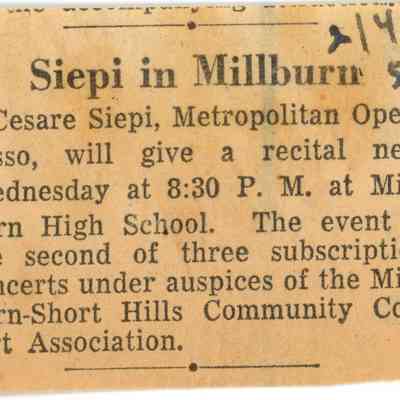 2/4
Siepi in Millburn
Cesare Siepi, Metropolitan Ope
sso, will give a recital ne
ednesday at 8:30 P. M. at Mi
rn High School. The event
e second of three subscripti
ncerts under auspices of the Mi
rn-Short Hills Community Co
rt Association.